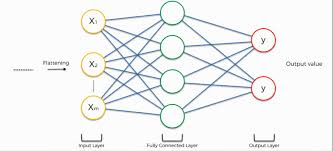 Flattening
X1
X2
Xm
y
y
Output value
Input Layer
Fully Connected Layer
Output Layer